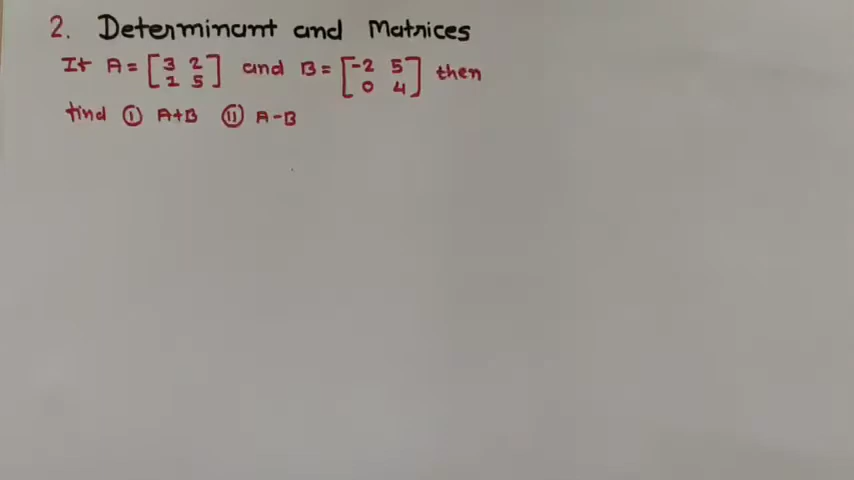 2. Determinant and Matrices
If A = [3 2 and B = [-2 5 then
1 5] 0 4]
find (i) A+B (ii) A-B